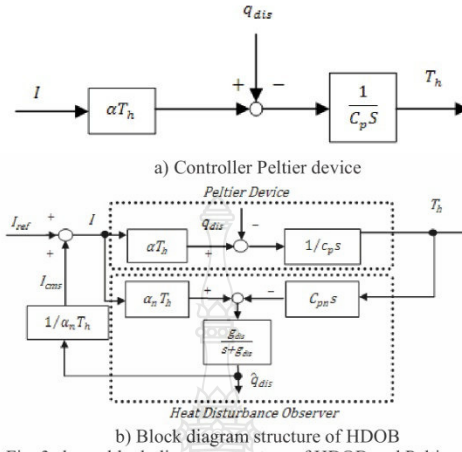 q_dis
I
αT_h
+
−
1/(C_p S)
T_h
a) Controller Peltier device
Peltier Device
I_ref
+
+
I
αT_h
q_dis
+
−
1/c_p s
T_h
I_cms
1/α_n T_h
α_n T_h
+
−
C_pn s
g_dis/(s+g_dis)
q̂_dis
Heat Disturbance Observer
b) Block diagram structure of HDOB